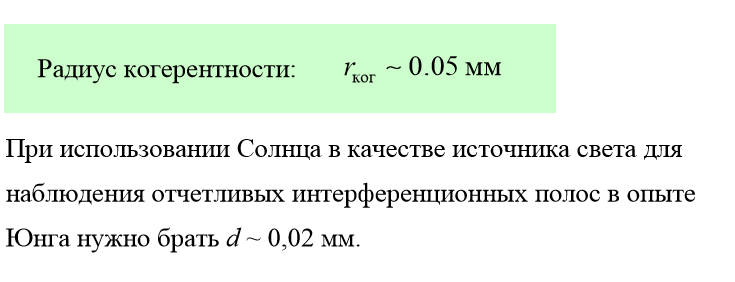 Радиус когерентности: rког ~ 0.05 мм
При использовании Солнца в качестве источника света для
наблюдения отчетливых интерференционных полос в опыте
Юнга нужно брать d ~ 0,02 мм.